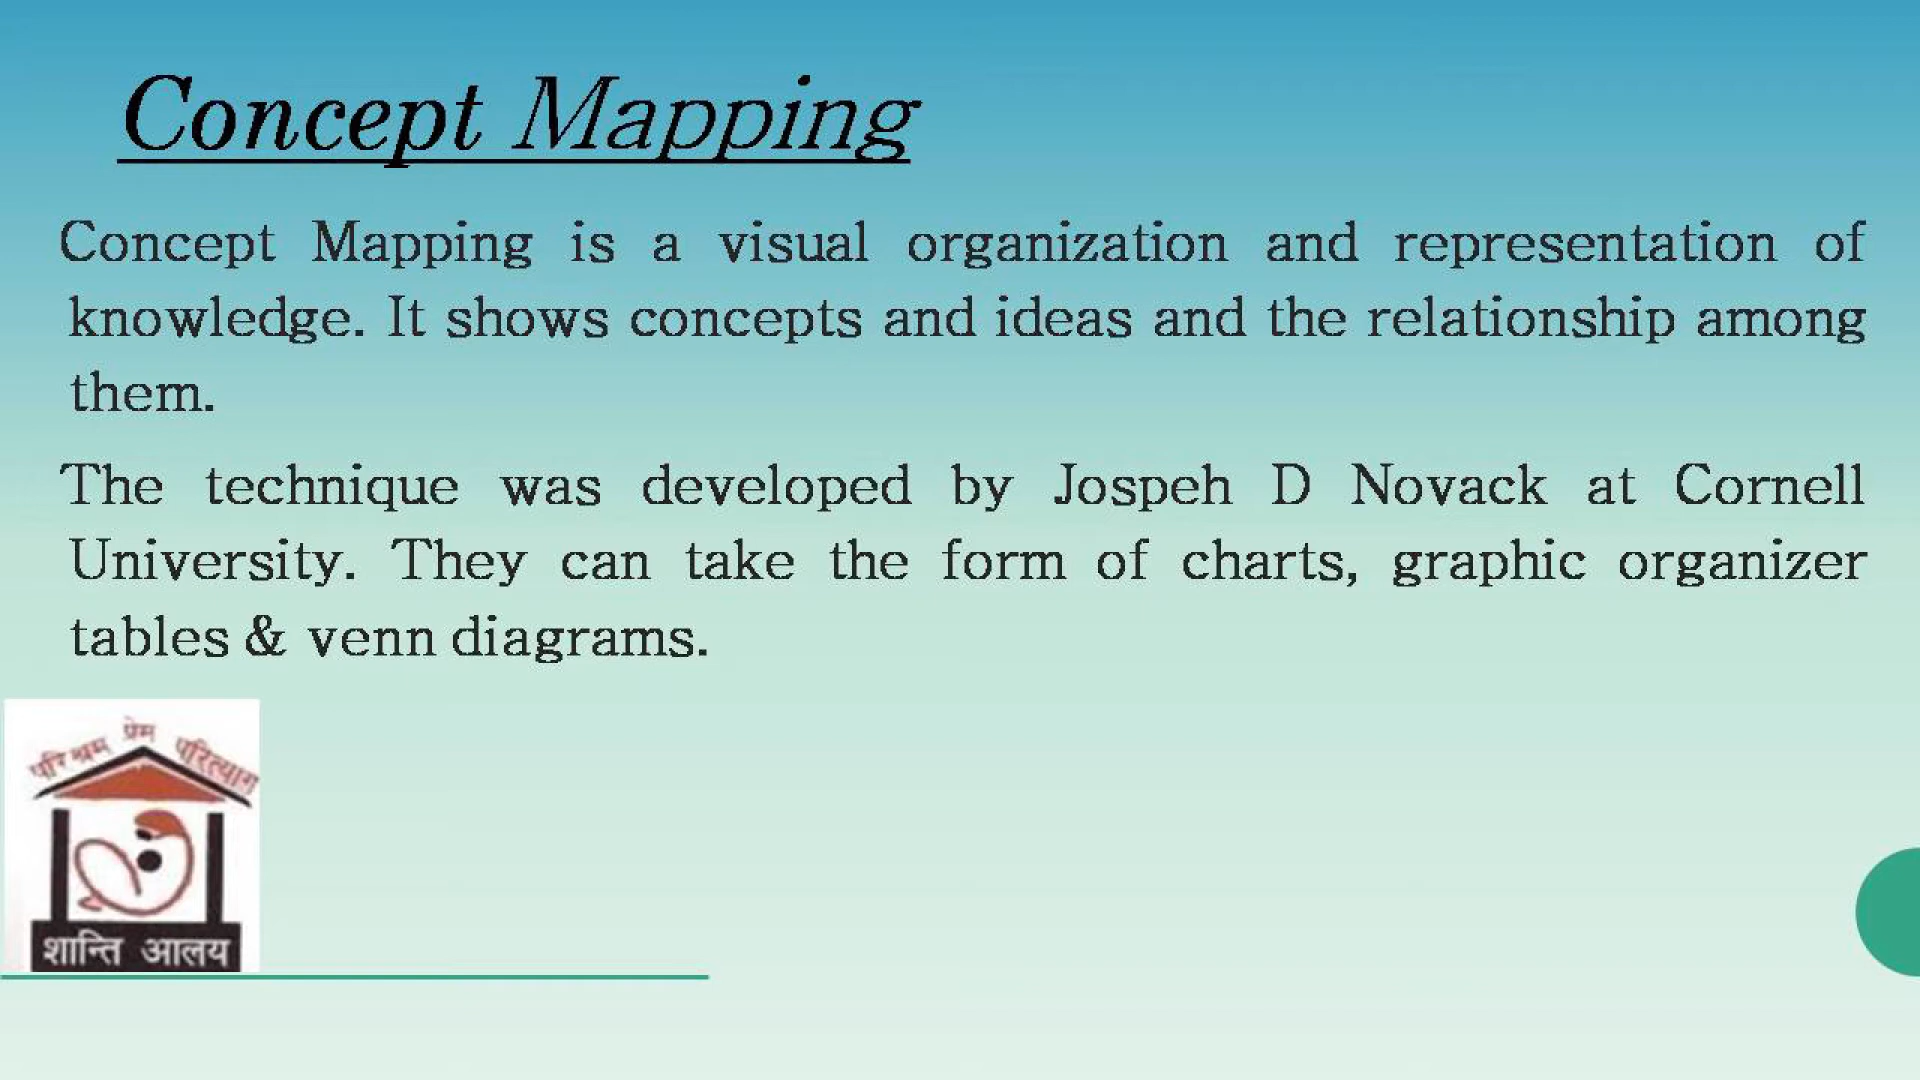 Concept Mapping
Concept Mapping is a visual organization and representation of
knowledge. It shows concepts and ideas and the relationship among
them.
The technique was developed by Jospeh D Novack at Cornell
University. They can take the form of charts, graphic organizer
tables & venn diagrams.
परिश्रम प्रेम परित्याग
शान्ति आलय